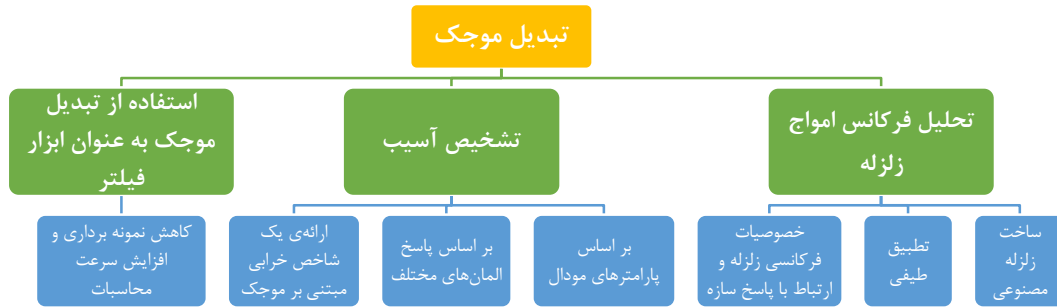 تبدیل موجک
تحلیل فرکانس امواج
زلزله
تشخیص آسیب
استفاده از تبدیل
موجک به عنوان ابزار
فیلتر
ساخت
زلزله
مصنوعی
تطبیق
طیفی
خصوصیات
فرکانسی زلزله و
ارتباط با پاسخ سازه
بر اساس
پارامترهای مودال
بر اساس پاسخ
المان‌های مختلف
ارائه‌ی یک
شاخص خرابی
مبتنی بر موجک
کاهش نمونه برداری و
افزایش سرعت
محاسبات